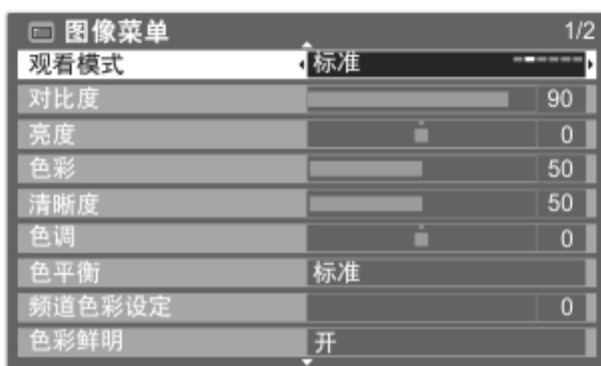 图像菜单 1/2
观看模式 标准
对比度 90
亮度 0
色彩 50
清晰度 50
色调 0
色平衡 标准
频道色彩设定 0
色彩鲜明 开